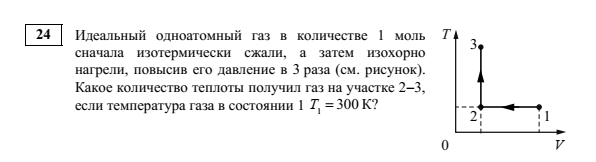 24
Идеальный одноатомный газ в количестве 1 моль
сначала изотермически сжали, а затем изохорно
нагрели, повысив его давление в 3 раза (см. рисунок).
Какое количество теплоты получил газ на участке 2–3,
если температура газа в состоянии 1 T₁ = 300 К?
T
3
2
1
0
V